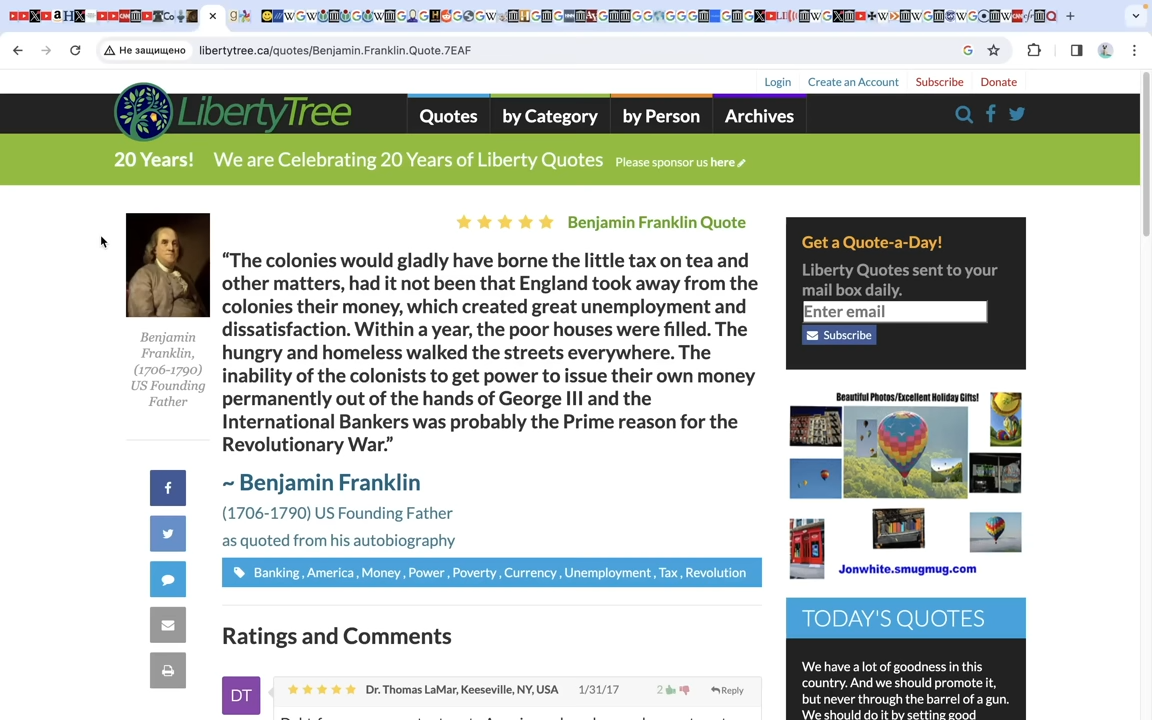 Не защищено
libertytree.ca/quotes/Benjamin.Franklin.Quote.7EAF
Login
Create an Account
Subscribe
Donate
LibertyTree
Quotes
by Category
by Person
Archives
20 Years! We are Celebrating 20 Years of Liberty Quotes Please sponsor us here
Benjamin Franklin Quote
“The colonies would gladly have borne the little tax on tea and
other matters, had it not been that England took away from the
colonies their money, which created great unemployment and
dissatisfaction. Within a year, the poor houses were filled. The
hungry and homeless walked the streets everywhere. The
inability of the colonists to get power to issue their own money
permanently out of the hands of George III and the
International Bankers was probably the Prime reason for the
Revolutionary War.”
~ Benjamin Franklin
(1706-1790) US Founding Father
as quoted from his autobiography
Banking , America , Money , Power , Poverty , Currency , Unemployment , Tax , Revolution
Benjamin
Franklin,
(1706-1790)
US Founding
Father
Ratings and Comments
DT
Dr. Thomas LaMar, Keeseville, NY, USA 1/31/17 2 Reply
Get a Quote-a-Day!
Liberty Quotes sent to your
mail box daily.
Enter email
Subscribe
Beautiful Photos/Excellent Holiday Gifts!
Jonwhite.smugmug.com
TODAY'S QUOTES
We have a lot of goodness in this
country. And we should promote it,
but never through the barrel of a gun.
We should do it by setting good